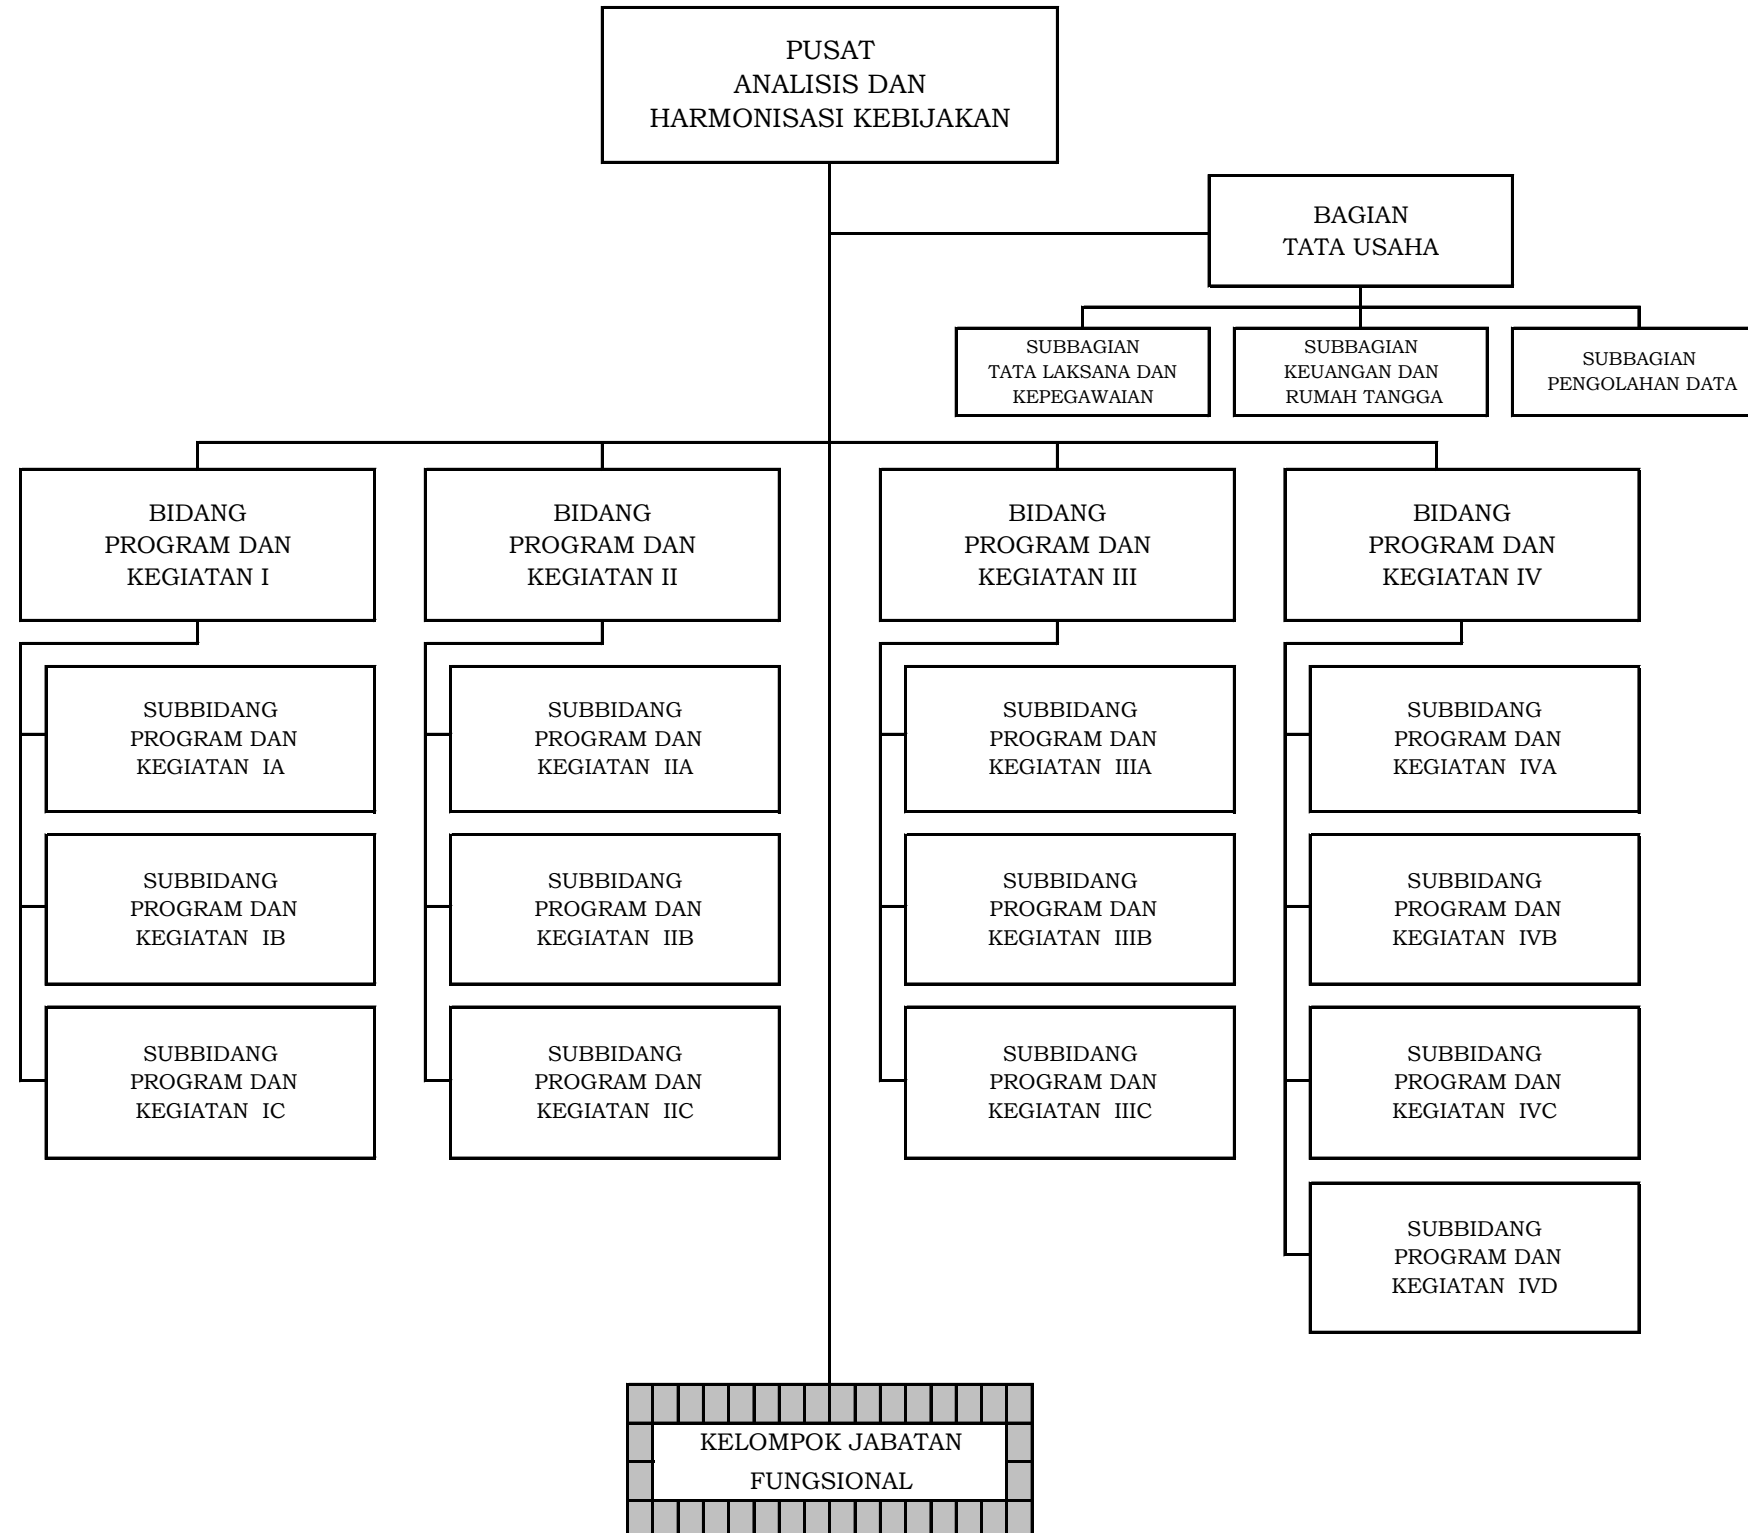 PUSAT
ANALISIS DAN
HARMONISASI KEBIJAKAN
BAGIAN
TATA USAHA
SUBBAGIAN
TATA LAKSANA DAN
KEPEGAWAIAN
SUBBAGIAN
KEUANGAN DAN
RUMAH TANGGA
SUBBAGIAN
PENGOLAHAN DATA
BIDANG
PROGRAM DAN
KEGIATAN I
BIDANG
PROGRAM DAN
KEGIATAN II
BIDANG
PROGRAM DAN
KEGIATAN III
BIDANG
PROGRAM DAN
KEGIATAN IV
SUBBIDANG
PROGRAM DAN
KEGIATAN IA
SUBBIDANG
PROGRAM DAN
KEGIATAN IIA
SUBBIDANG
PROGRAM DAN
KEGIATAN IIIA
SUBBIDANG
PROGRAM DAN
KEGIATAN IVA
SUBBIDANG
PROGRAM DAN
KEGIATAN IB
SUBBIDANG
PROGRAM DAN
KEGIATAN IIB
SUBBIDANG
PROGRAM DAN
KEGIATAN IIIB
SUBBIDANG
PROGRAM DAN
KEGIATAN IVB
SUBBIDANG
PROGRAM DAN
KEGIATAN IC
SUBBIDANG
PROGRAM DAN
KEGIATAN IIC
SUBBIDANG
PROGRAM DAN
KEGIATAN IIIC
SUBBIDANG
PROGRAM DAN
KEGIATAN IVC
SUBBIDANG
PROGRAM DAN
KEGIATAN IVD
KELOMPOK JABATAN
FUNGSIONAL